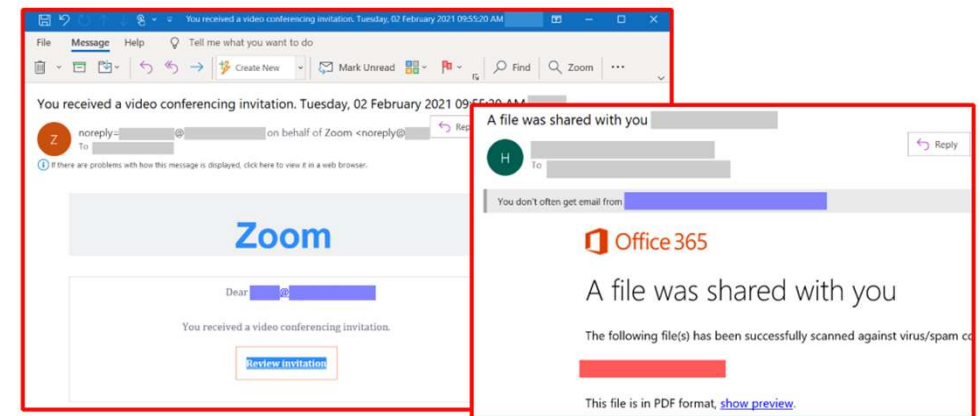 You received a video conferencing invitation. Tuesday, 02 February 2021 09:55:20 AM
File Message Help Tell me what you want to do
Create New Mark Unread Find Zoom ...
You received a video conferencing invitation. Tuesday, 02 February 2021 09:55:20 AM
Z
noreply= @ on behalf of Zoom <noreply@
To
Rep
If there are problems with how this message is displayed, click here to view it in a web browser.
Zoom
Dear @
You received a video conferencing invitation.
Review invitation
A file was shared with you
H
To
Reply
You don't often get email from
Office 365
A file was shared with you
The following file(s) has been successfully scanned against virus/spam
This file is in PDF format, show preview.